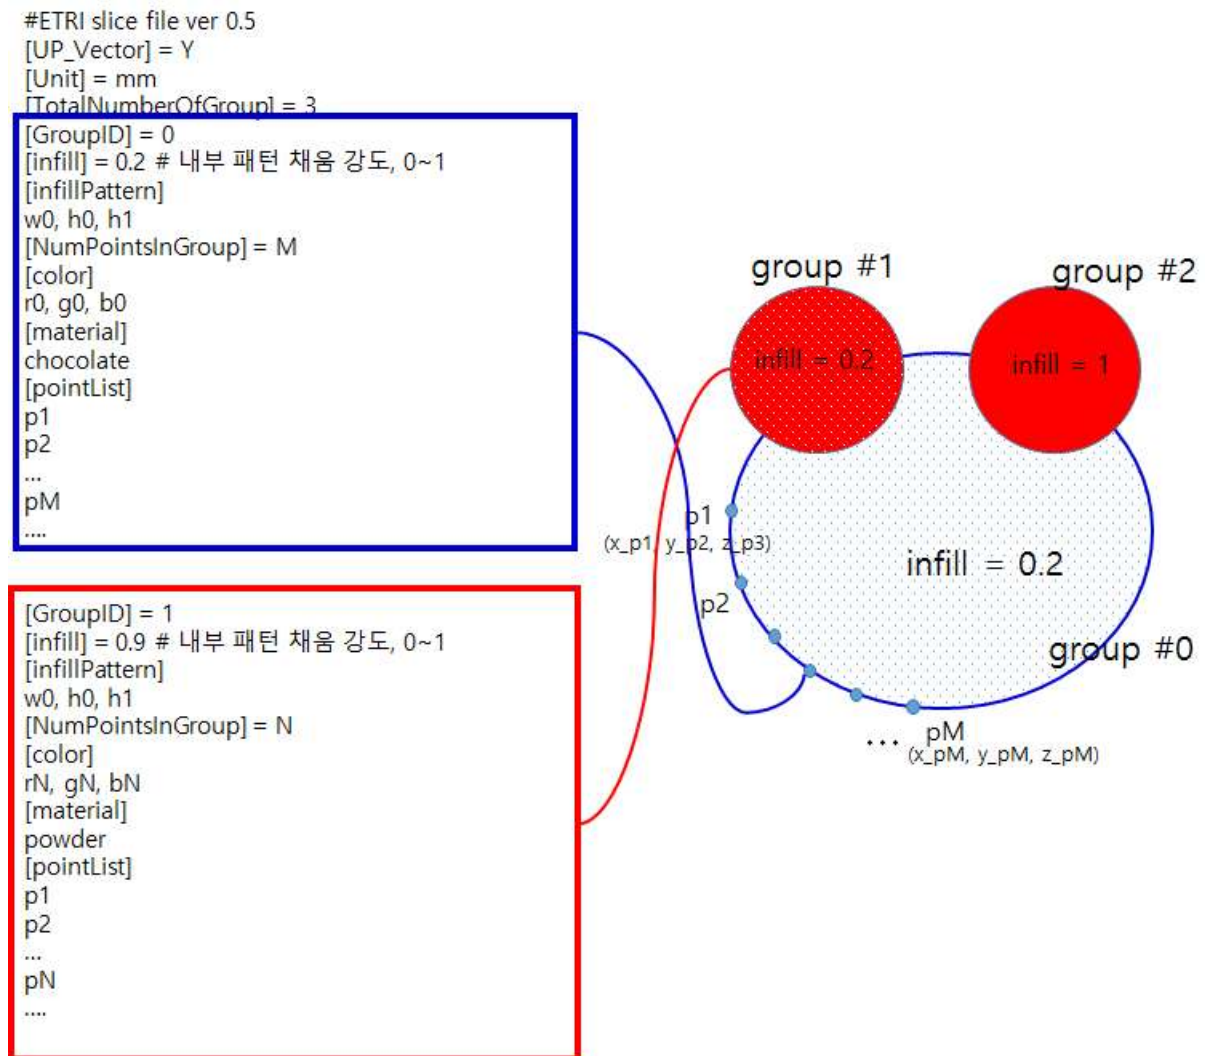 #ETRI slice file ver 0.5
[UP_Vector] = Y
[Unit] = mm
[TotalNumberOfGroup] = 3
[GroupID] = 0
[infill] = 0.2 # 내부 패턴 채움 강도, 0~1
[infillPattern]
w0, h0, h1
[NumPointsInGroup] = M
[color]
r0, g0, b0
[material]
chocolate
[pointList]
p1
p2
...
pM
....
[GroupID] = 1
[infill] = 0.9 # 내부 패턴 채움 강도, 0~1
[infillPattern]
w0, h0, h1
[NumPointsInGroup] = N
[color]
rN, gN, bN
[material]
powder
[pointList]
p1
p2
...
pN
....
group #1
group #2
infill = 0.2
infill = 1
p1
(x_p1, y_p2, z_p3)
infill = 0.2
p2
group #0
... pM
(x_pM, y_pM, z_pM)